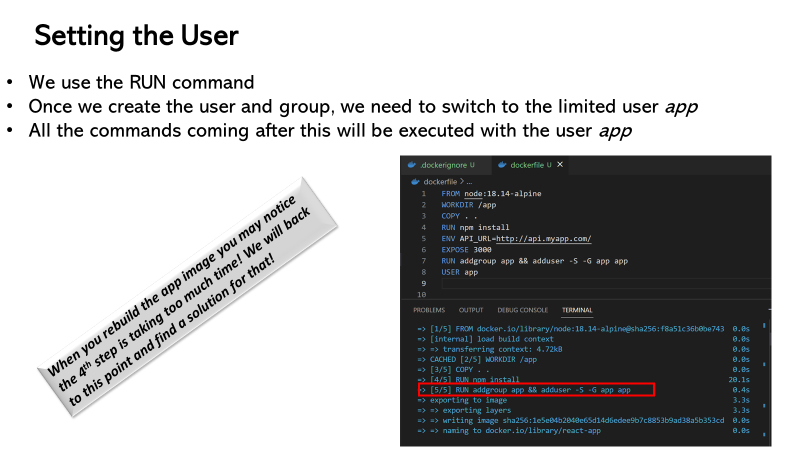 Setting the User
• We use the RUN command
• Once we create the user and group, we need to switch to the limited user app
• All the commands coming after this will be executed with the user app
When you rebuild the app image you may notice
the 4th step is taking too much time! We will back
to this point and find a solution for that!
.dockerignore U
dockerfile U ✕
dockerfile > ...
1 FROM node:18.14-alpine
2 WORKDIR /app
3 COPY . .
4 RUN npm install
5 ENV API_URL=http://api.myapp.com/
6 EXPOSE 3000
7 RUN addgroup app && adduser -S -G app app
8 USER app
9
10
PROBLEMS OUTPUT DEBUG CONSOLE TERMINAL
=> [1/5] FROM docker.io/library/node:18.14-alpine@sha256:f8a51c36b0be743 0.0s
=> [internal] load build context 0.0s
=> => transferring context: 4.72kB 0.0s
=> CACHED [2/5] WORKDIR /app 0.0s
=> [3/5] COPY . . 0.0s
=> [4/5] RUN npm install 20.1s
=> [5/5] RUN addgroup app && adduser -S -G app app 0.4s
=> exporting to image 3.3s
=> => exporting layers 3.3s
=> => writing image sha256:1e5e04b2040e65d14d6edee9b7c8853b9ad38a5b353cd 0.0s
=> => naming to docker.io/library/react-app 0.0s